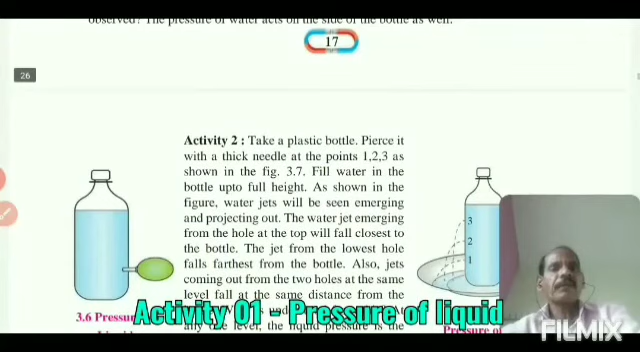 observed? The pressure of water acts on the side of the bottle as well.
17
26
Activity 2 : Take a plastic bottle. Pierce it
with a thick needle at the points 1,2,3 as
shown in the fig. 3.7. Fill water in the
bottle upto full height. As shown in the
figure, water jets will be seen emerging
and projecting out. The water jet emerging
from the hole at the top will fall closest to
the bottle. The jet from the lowest hole
falls farthest from the bottle. Also, jets
coming out from the two holes at the same
level fall at the same distance from the
level, the liquid pressure is the
3
2
1
3.6 Pressur
Pressure of
Activity 01 - Pressure of liquid
FILMIX